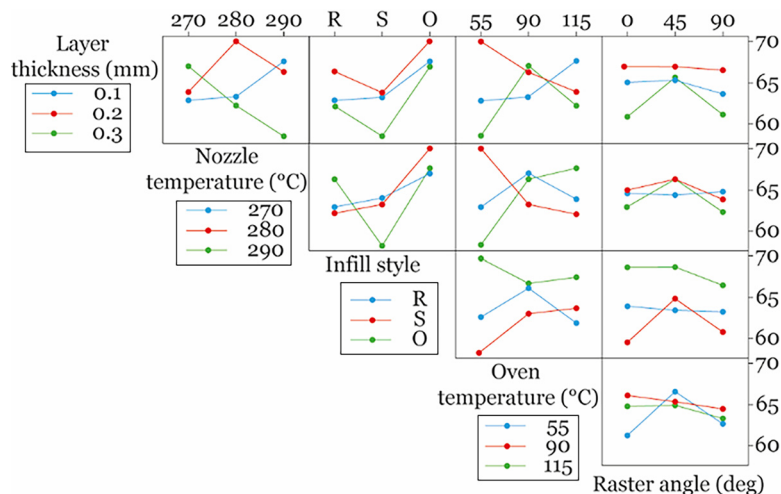 270 280 290 R S O 55 90 115 0 45 90
Layer
thickness (mm)
0.1
0.2
0.3
70
65
60
Nozzle
temperature (°C)
270
280
290
70
65
60
Infill style
R
S
O
70
65
60
Oven
temperature (°C)
55
90
115
70
65
60
Raster angle (deg)